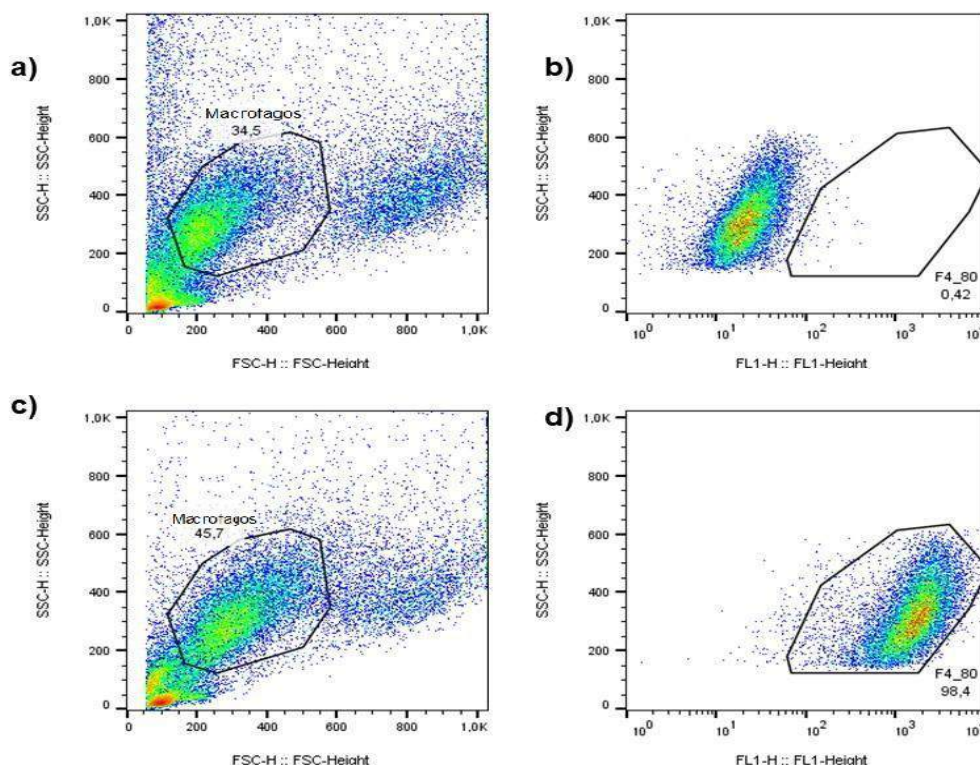 a)
1,0K
800
600
400
200
0
SSC-H :: SSC-Height
Macrofagos
34,5
0
200
400
600
800
1,0K
FSC-H :: FSC-Height
b)
1,0K
800
600
400
200
0
SSC-H :: SSC-Height
F4_80
0,42
10^0
10^1
10^2
10^3
FL1-H :: FL1-Height
c)
1,0K
800
600
400
200
0
SSC-H :: SSC-Height
Macrofagos
45,7
0
200
400
600
800
1,0K
FSC-H :: FSC-Height
d)
1,0K
800
600
400
200
0
SSC-H :: SSC-Height
F4_80
98,4
10^0
10^1
10^2
10^3
FL1-H :: FL1-Height